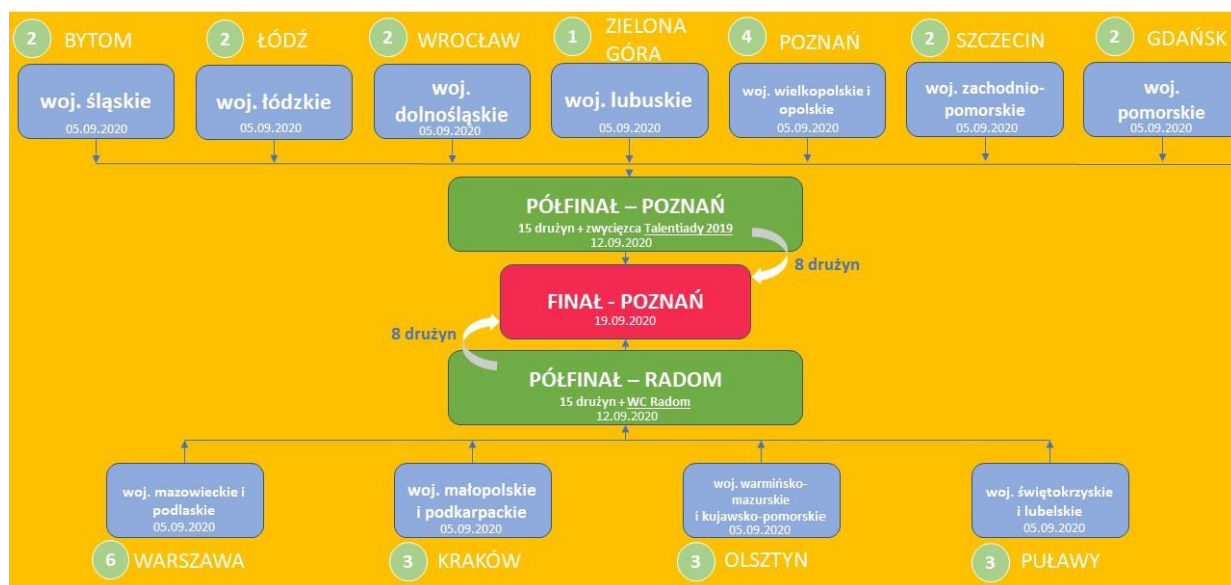 2 BYTOM
2 ŁÓDŹ
2 WROCŁAW
1 ZIELONA
GÓRA
4 POZNAŃ
2 SZCZECIN
2 GDAŃSK
woj. śląskie
05.09.2020
woj. łódzkie
05.09.2020
woj.
dolnośląskie
05.09.2020
woj. lubuskie
05.09.2020
woj. wielkopolskie i
opolskie
05.09.2020
woj. zachodnio-
pomorskie
05.09.2020
woj.
pomorskie
05.09.2020
PÓŁFINAŁ – POZNAŃ
15 drużyn + zwycięzca Talentiady 2019
12.09.2020
8 drużyn
FINAŁ - POZNAŃ
19.09.2020
8 drużyn
PÓŁFINAŁ – RADOM
15 drużyn + WC Radom
12.09.2020
woj. mazowieckie i
podlaskie
05.09.2020
woj. małopolskie
i podkarpackie
05.09.2020
woj. warmińsko-
mazurskie
i kujawsko-pomorskie
05.09.2020
woj. świętokrzyskie
i lubelskie
05.09.2020
6 WARSZAWA
3 KRAKÓW
3 OLSZTYN
3 PUŁAWY